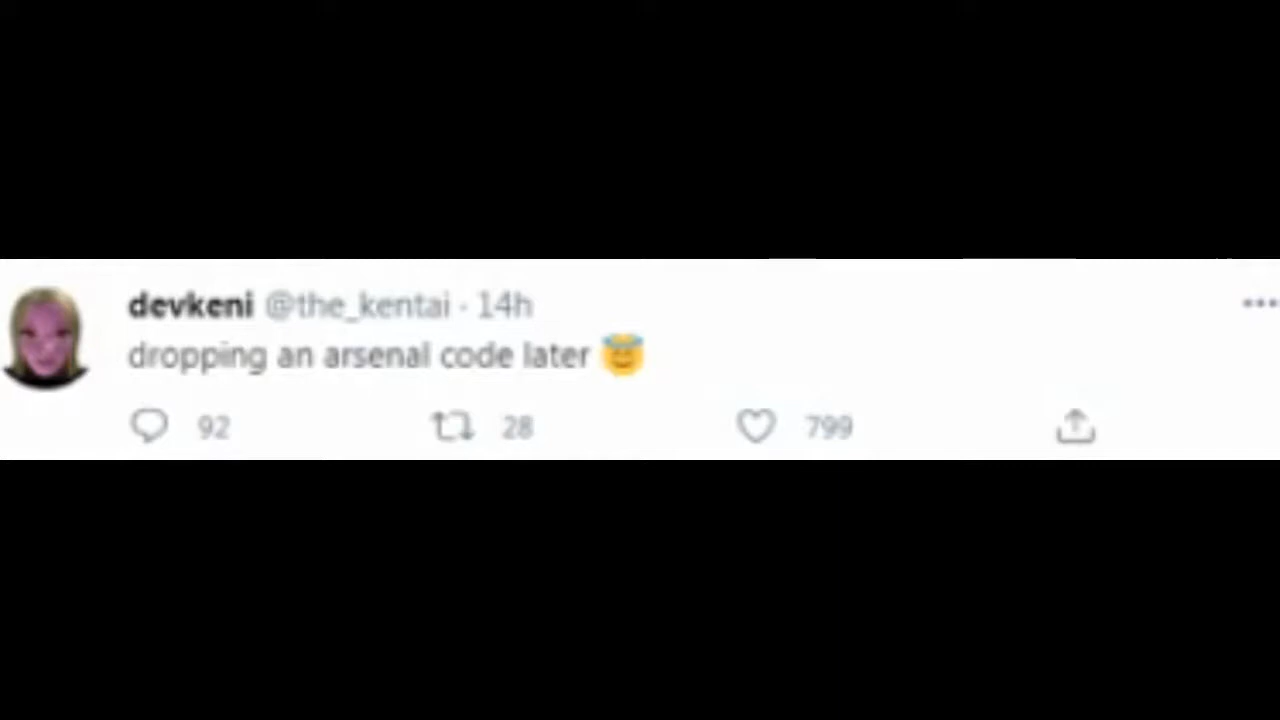 devkeni @the_kentai · 14h
dropping an arsenal code later 😇
92 28 799